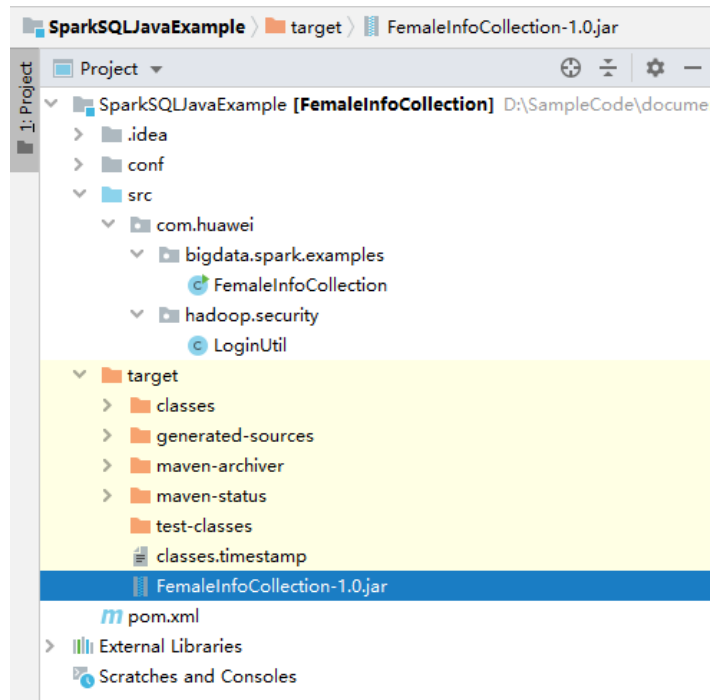 SparkSQLJavaExample target FemaleInfoCollection-1.0.jar
1: Project
Project
SparkSQLJavaExample [FemaleInfoCollection] D:\SampleCode\docume
.idea
conf
src
com.huawei
bigdata.spark.examples
FemaleInfoCollection
hadoop.security
LoginUtil
target
classes
generated-sources
maven-archiver
maven-status
test-classes
classes.timestamp
FemaleInfoCollection-1.0.jar
pom.xml
External Libraries
Scratches and Consoles